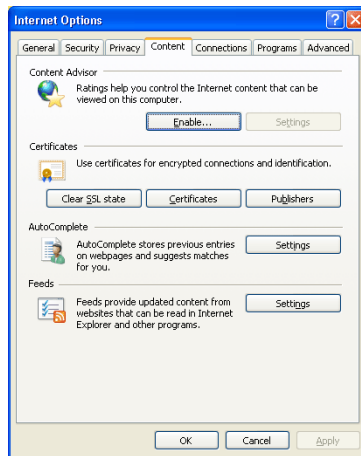 Internet Options
General Security Privacy Content Connections Programs Advanced
Content Advisor
Ratings help you control the Internet content that can be
viewed on this computer.
Enable... Settings
Certificates
Use certificates for encrypted connections and identification.
Clear SSL state Certificates Publishers
AutoComplete
AutoComplete stores previous entries
on webpages and suggests matches
for you.
Settings
Feeds
Feeds provide updated content from
websites that can be read in Internet
Explorer and other programs.
Settings
OK Cancel Apply